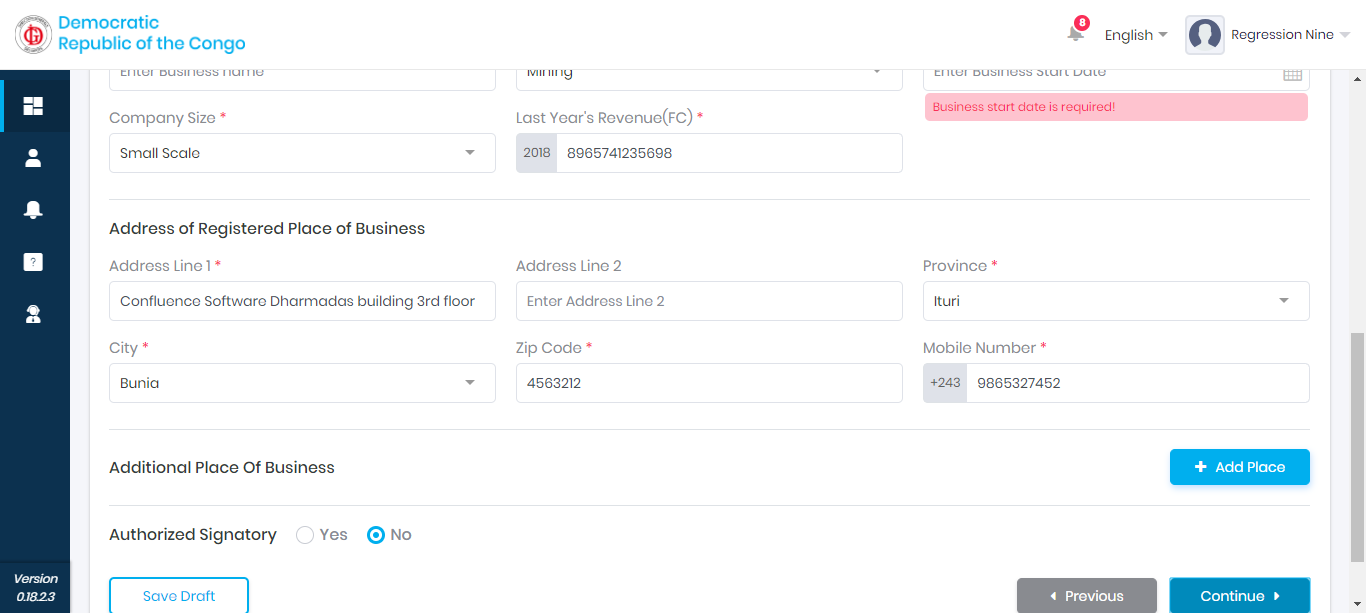 Democratic
Republic of the Congo
8
English
Regression Nine
Enter Business name
Mining
Enter Business Start Date
Business start date is required!
Company Size *
Last Year's Revenue(FC) *
Small Scale
2018 8965741235698
Address of Registered Place of Business
Address Line 1 *
Address Line 2
Province *
Confluence Software Dharmadas building 3rd floor
Enter Address Line 2
Ituri
City *
Zip Code *
Mobile Number *
Bunia
4563212
+243 9865327452
Additional Place Of Business
+ Add Place
Authorized Signatory
Yes
No
Version
0.18.2.3
Save Draft
Previous
Continue